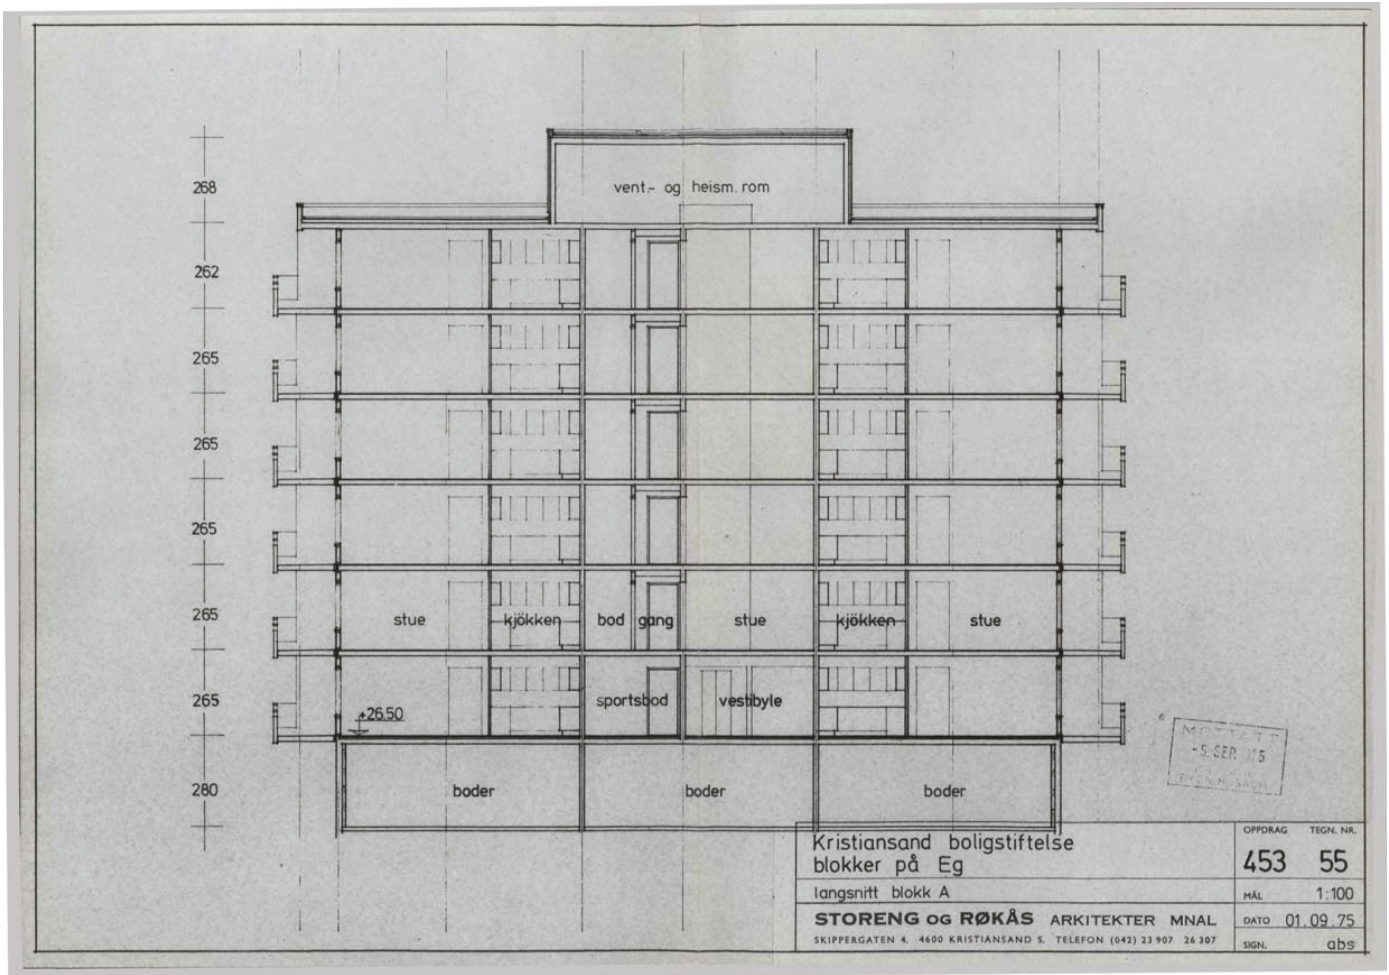 268
vent.- og heism. rom
262
265
265
265
265
stue kjökken bod gang stue kjökken stue
265
sportsbod vestibyle
+26.50
280
boder boder boder
MOTTATT
-5. SEP. 1975
Kristiansand boligstiftelse
blokker på Eg
langsnitt blokk A
STORENG OG RØKÅS ARKITEKTER MNAL
SKIPPERGATEN 4. 4600 KRISTIANSAND S. TELEFON (042) 23 907 26 307
OPPDRAG TEGN. NR.
453 55
MÅL 1:100
DATO 01.09.75
SIGN. abs